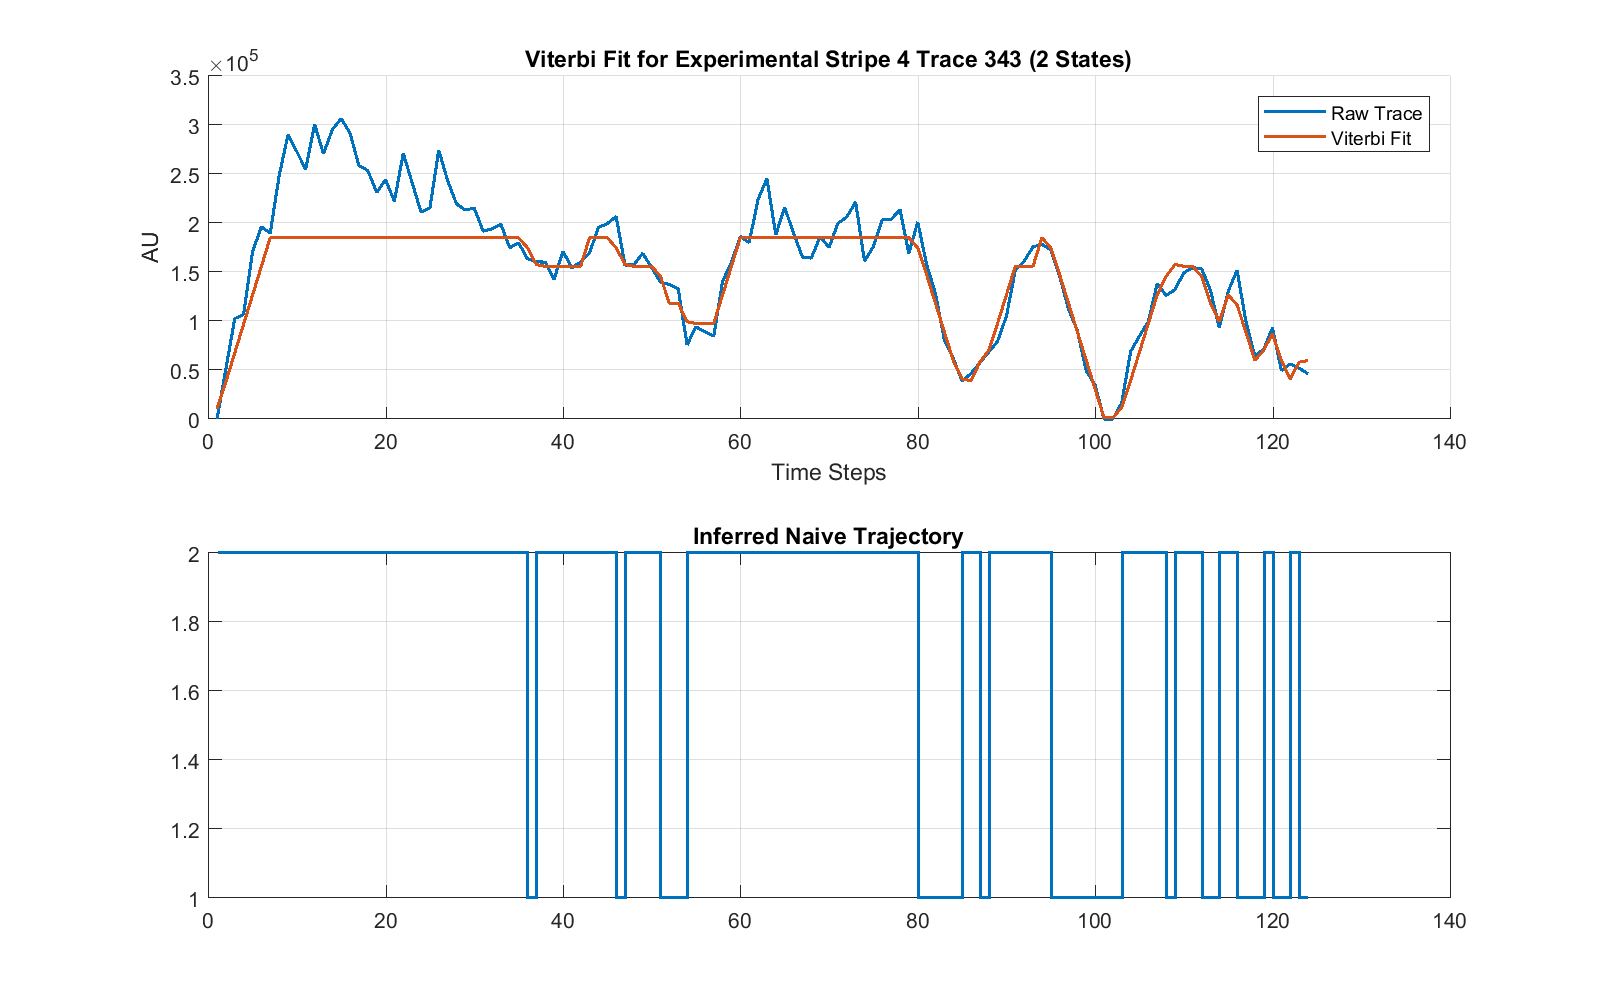 Viterbi Fit for Experimental Stripe 4 Trace 343 (2 States)
×10^5
3.5
3
2.5
2
1.5
1
0.5
0
AU
Raw Trace
Viterbi Fit
0 20 40 60 80 100 120 140
Time Steps
Inferred Naive Trajectory
2
1.8
1.6
1.4
1.2
1
0 20 40 60 80 100 120 140